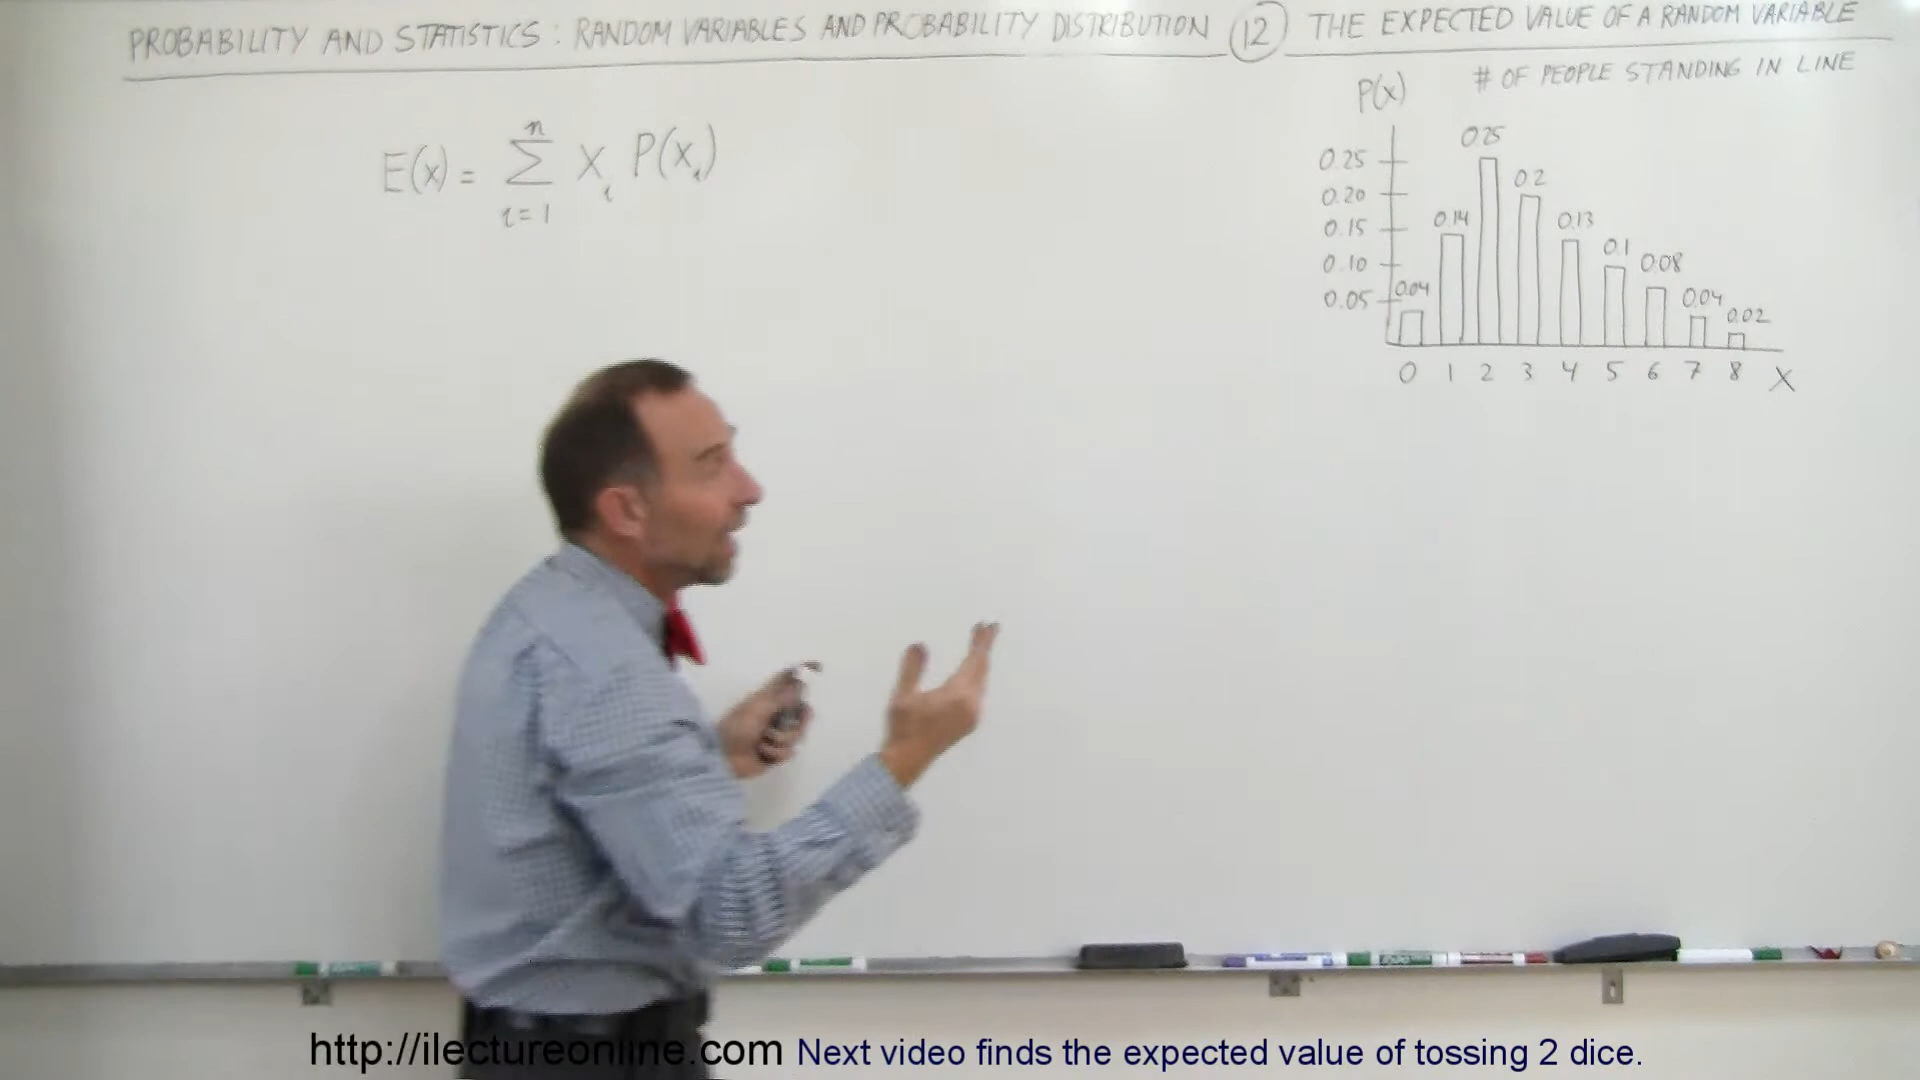 PROBABILITY AND STATISTICS: RANDOM VARIABLES AND PROBABILITY DISTRIBUTION 12 THE EXPECTED VALUE OF A RANDOM VARIABLE
# OF PEOPLE STANDING IN LINE
P(x)
E(x) = n Σ i=1 Xi P(xi)
0.25
0.20
0.15
0.10
0.05
0.04
0.14
0.25
0.2
0.13
0.1
0.08
0.04
0.02
0 1 2 3 4 5 6 7 8 X
http://ilectureonline.com Next video finds the expected value of tossing 2 dice.